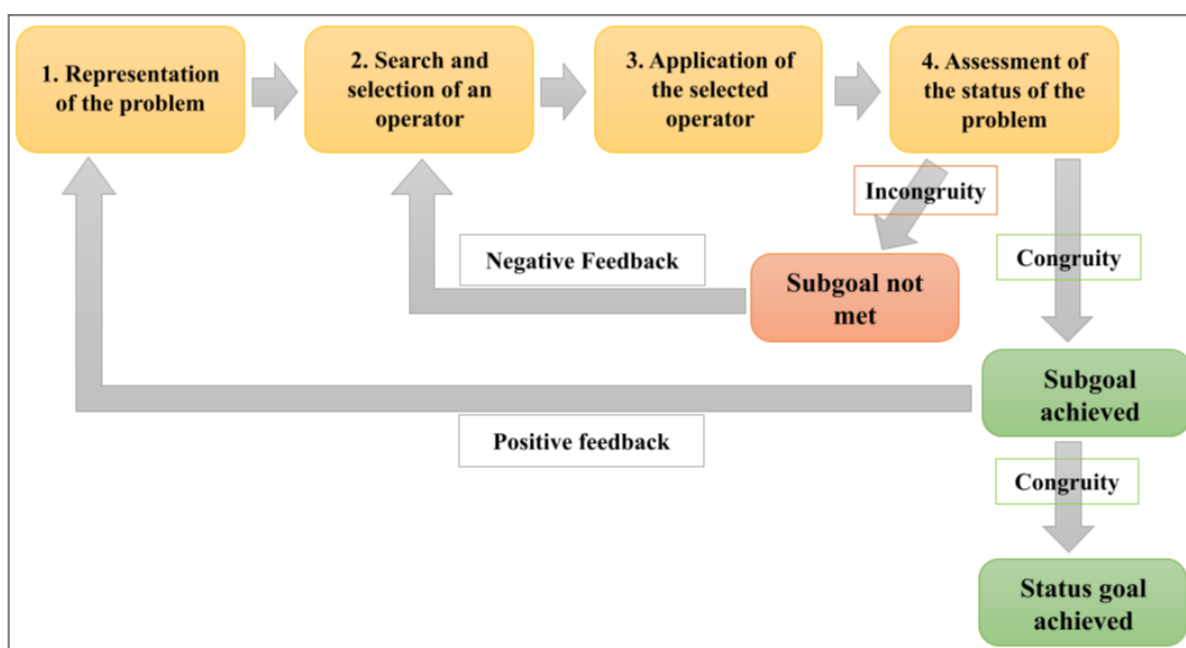 1. Representation
of the problem
2. Search and
selection of an
operator
3. Application of
the selected
operator
4. Assessment of
the status of the
problem
Incongruity
Negative Feedback
Subgoal not
met
Congruity
Subgoal
achieved
Positive feedback
Congruity
Status goal
achieved